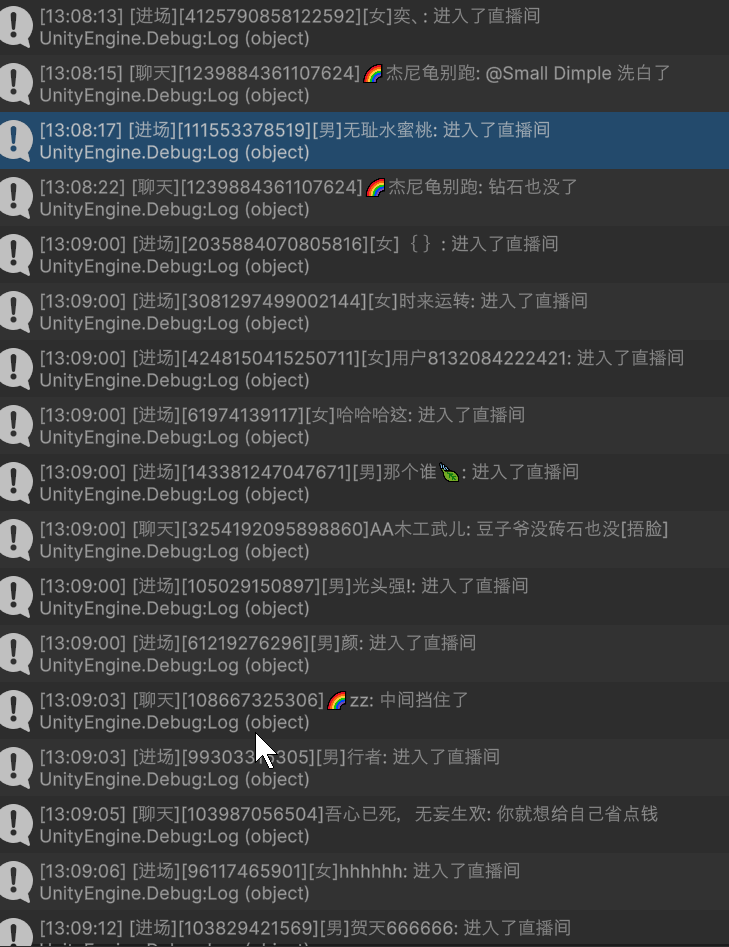 [13:08:13] [进场][4125790858122592][女]奕、: 进入了直播间
UnityEngine.Debug:Log (object)
[13:08:15] [聊天][1239884361107624]🌈杰尼龟别跑: @Small Dimple 洗白了
UnityEngine.Debug:Log (object)
[13:08:17] [进场][111553378519][男]无耻水蜜桃: 进入了直播间
UnityEngine.Debug:Log (object)
[13:08:22] [聊天][1239884361107624]🌈杰尼龟别跑: 钻石也没了
UnityEngine.Debug:Log (object)
[13:09:00] [进场][2035884070805816][女]｛｝: 进入了直播间
UnityEngine.Debug:Log (object)
[13:09:00] [进场][3081297499002144][女]时来运转: 进入了直播间
UnityEngine.Debug:Log (object)
[13:09:00] [进场][4248150415250711][女]用户8132084222421: 进入了直播间
UnityEngine.Debug:Log (object)
[13:09:00] [进场][61974139117][女]哈哈哈这: 进入了直播间
UnityEngine.Debug:Log (object)
[13:09:00] [进场][143381247047671][男]那个谁🫛: 进入了直播间
UnityEngine.Debug:Log (object)
[13:09:00] [聊天][3254192095898860]AA木工武儿: 豆子爷没砖石也没[捂脸]
UnityEngine.Debug:Log (object)
[13:09:00] [进场][105029150897][男]光头强!: 进入了直播间
UnityEngine.Debug:Log (object)
[13:09:00] [进场][61219276296][男]颜: 进入了直播间
UnityEngine.Debug:Log (object)
[13:09:03] [聊天][108667325306]🌈zz: 中间挡住了
UnityEngine.Debug:Log (object)
[13:09:03] [进场] [男]行者: 进入了直播间
UnityEngine.Debug:Log (object)
[13:09:05] [聊天][103987056504]吾心已死，无妄生欢: 你就想给自己省点钱
UnityEngine.Debug:Log (object)
[13:09:06] [进场][96117465901][女]hhhhhh: 进入了直播间
UnityEngine.Debug:Log (object)
[13:09:12] [进场][103829421569][男]贺天666666: 进入了直播间